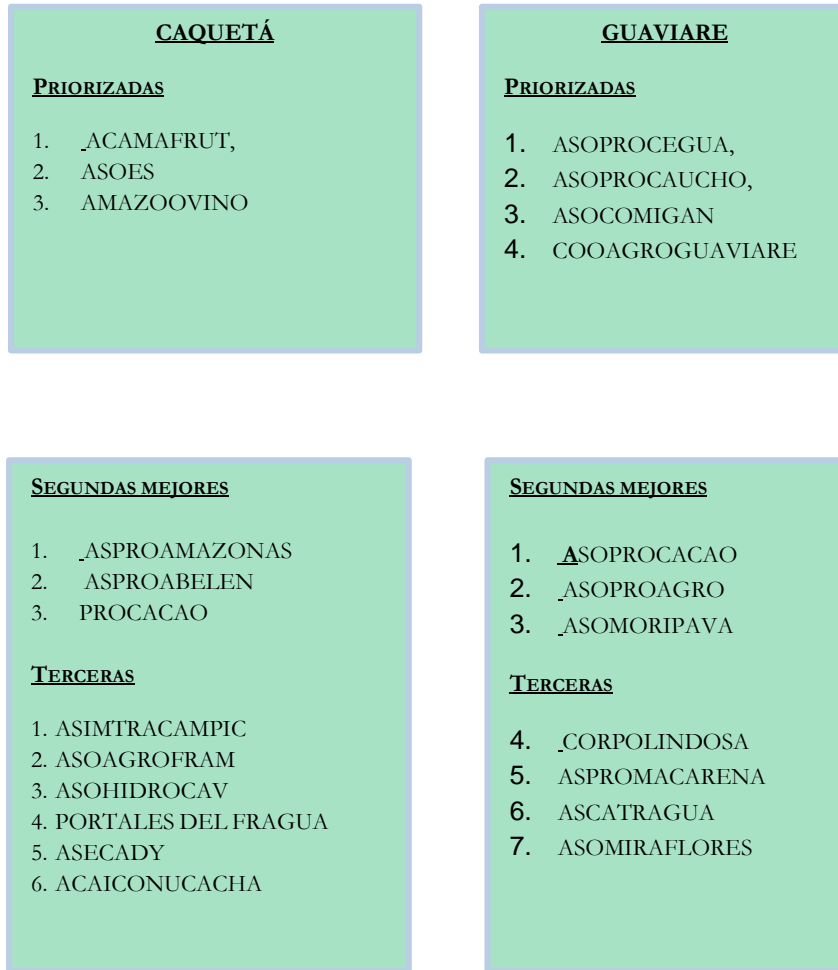 CAQUETÁ
PRIORIZADAS
1. ACAMAFRUT,
2. ASOES
3. AMAZOOVINO
GUAVIARE
PRIORIZADAS
1. ASOPROCEGUA,
2. ASOPROCAUCHO,
3. ASOCOMIGAN
4. COOAGROGUAVIARE
SEGUNDAS MEJORES
1. ASPROAMAZONAS
2. ASPROABELEN
3. PROCACAO
TERCERAS
1. ASIMTRACAMPIC
2. ASOAGROFRAM
3. ASOHIDROCAV
4. PORTALES DEL FRAGUA
5. ASECADY
6. ACAICONUCACHA
SEGUNDAS MEJORES
1. ASOPROCACAO
2. ASOPROAGRO
3. ASOMORIPAVA
TERCERAS
4. CORPOLINDOSA
5. ASPROMACARENA
6. ASCATRAGUA
7. ASOMIRAFLORES